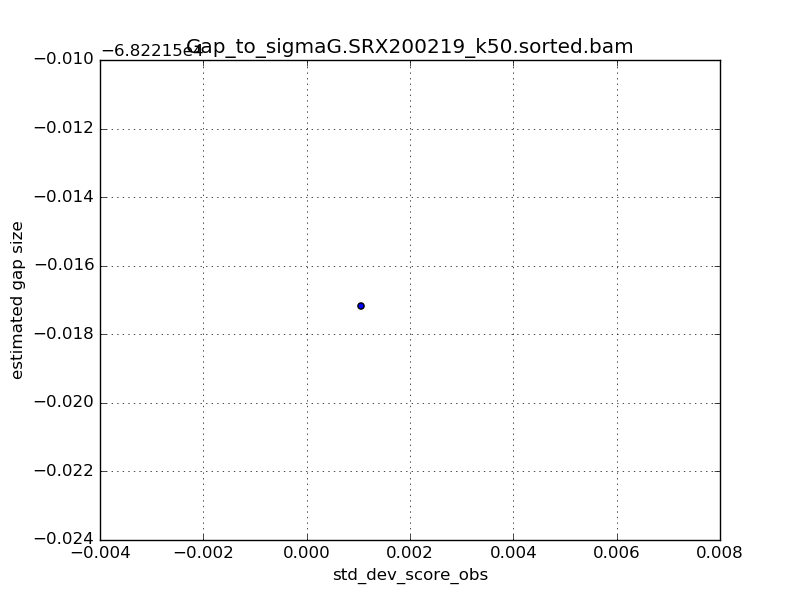 Gap_to_sigmaG.SRX200219_k50.sorted.bam
−6.82215e4
−0.010
−0.012
−0.014
−0.016
−0.018
−0.020
−0.022
−0.024
estimated gap size
−0.004 −0.002 0.000 0.002 0.004 0.006 0.008
std_dev_score_obs